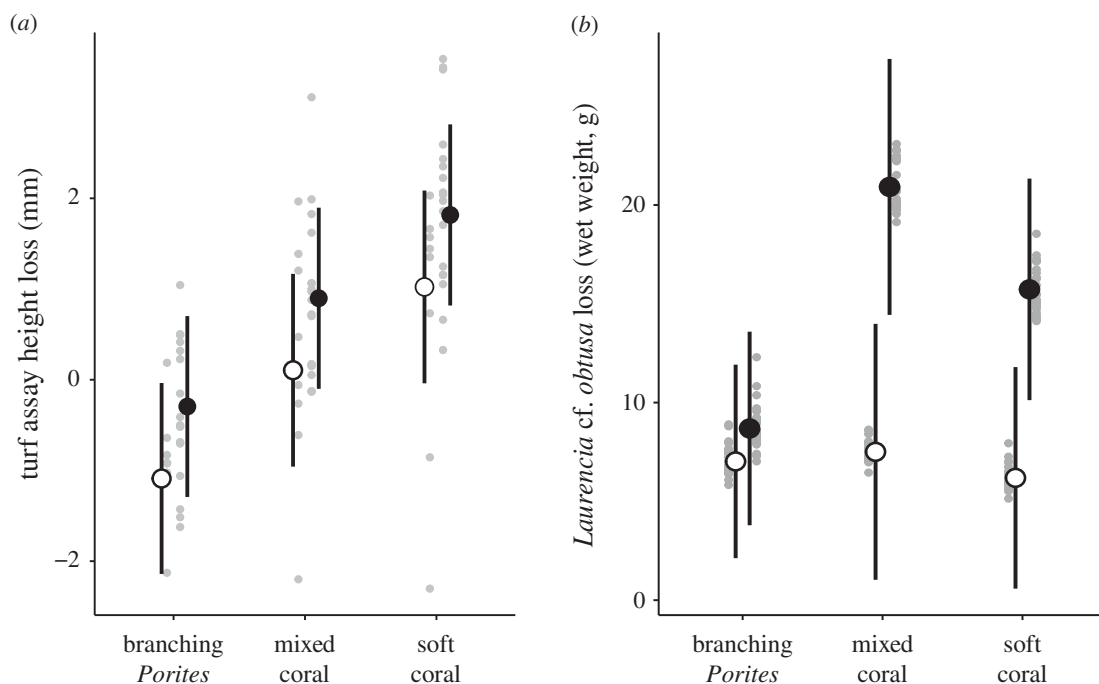 (a)
turf assay height loss (mm)
2
0
−2
branching
Porites
mixed
coral
soft
coral
(b)
Laurencia cf. obtusa loss (wet weight, g)
20
10
0
branching
Porites
mixed
coral
soft
coral